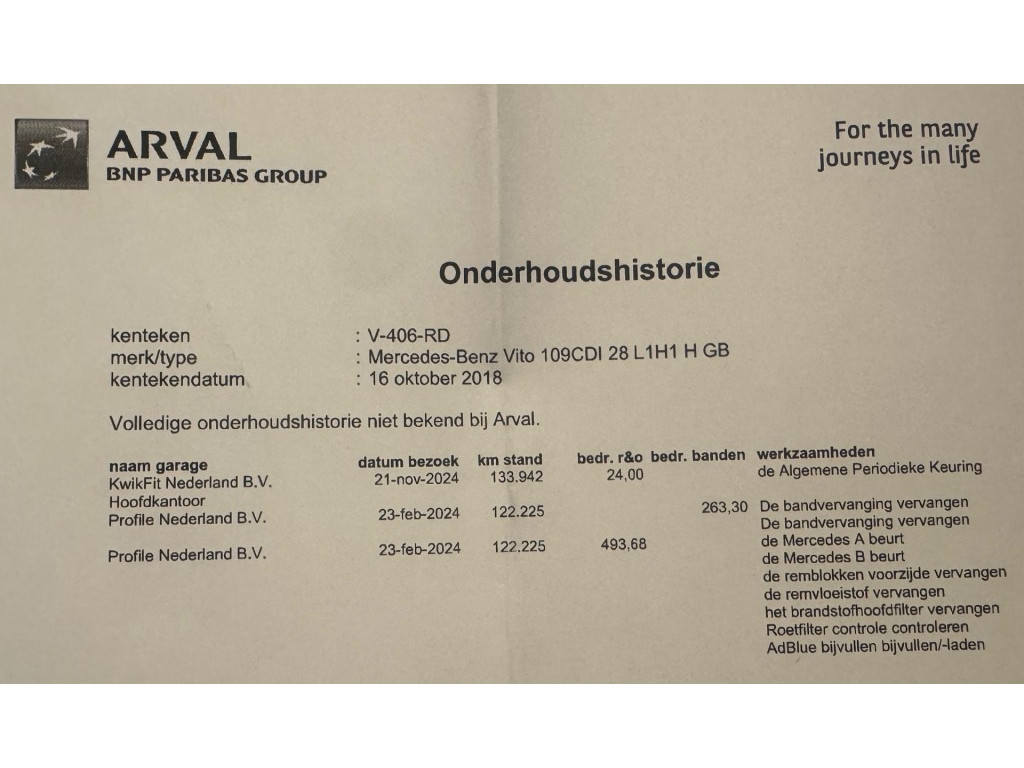 ARVAL
BNP PARIBAS GROUP
For the many
journeys in life
Onderhoudshistorie
kenteken : V-406-RD
merk/type : Mercedes-Benz Vito 109CDI 28 L1H1 H GB
kentekendatum : 16 oktober 2018
Volledige onderhoudshistorie niet bekend bij Arval.
naam garage datum bezoek km stand bedr. r&o bedr. banden werkzaamheden
KwikFit Nederland B.V. 21-nov-2024 133.942 24,00 de Algemene Periodieke Keuring
Hoofdkantoor
Profile Nederland B.V. 23-feb-2024 122.225 263,30 De bandvervanging vervangen
De bandvervanging vervangen
Profile Nederland B.V. 23-feb-2024 122.225 493,68 de Mercedes A beurt
de Mercedes B beurt
de remblokken voorzijde vervangen
de remvloeistof vervangen
het brandstofhoofdfilter vervangen
Roetfilter controle controleren
AdBlue bijvullen bijvullen/-laden